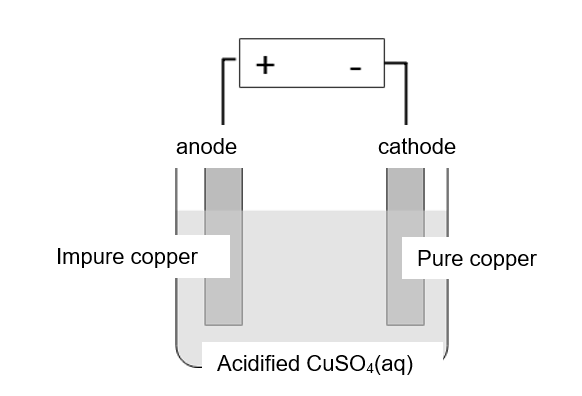 + -
anode cathode
Impure copper Pure copper
Acidified CuSO₄(aq)